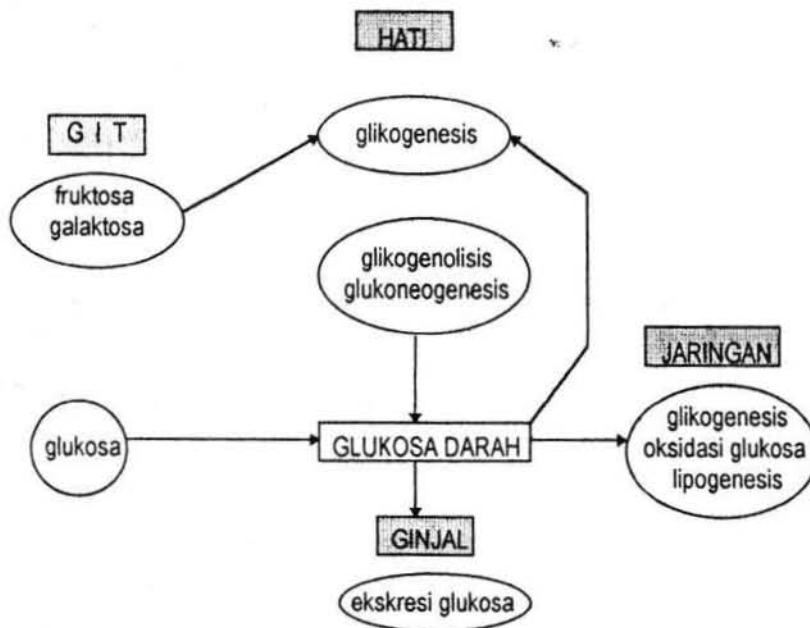 HATI
glikogenesis
G I T
fruktosa
galaktosa
glikogenolisis
glukoneogenesis
JARINGAN
glikogenesis
oksidasi glukosa
lipogenesis
glukosa
GLUKOSA DARAH
GINJAL
ekskresi glukosa